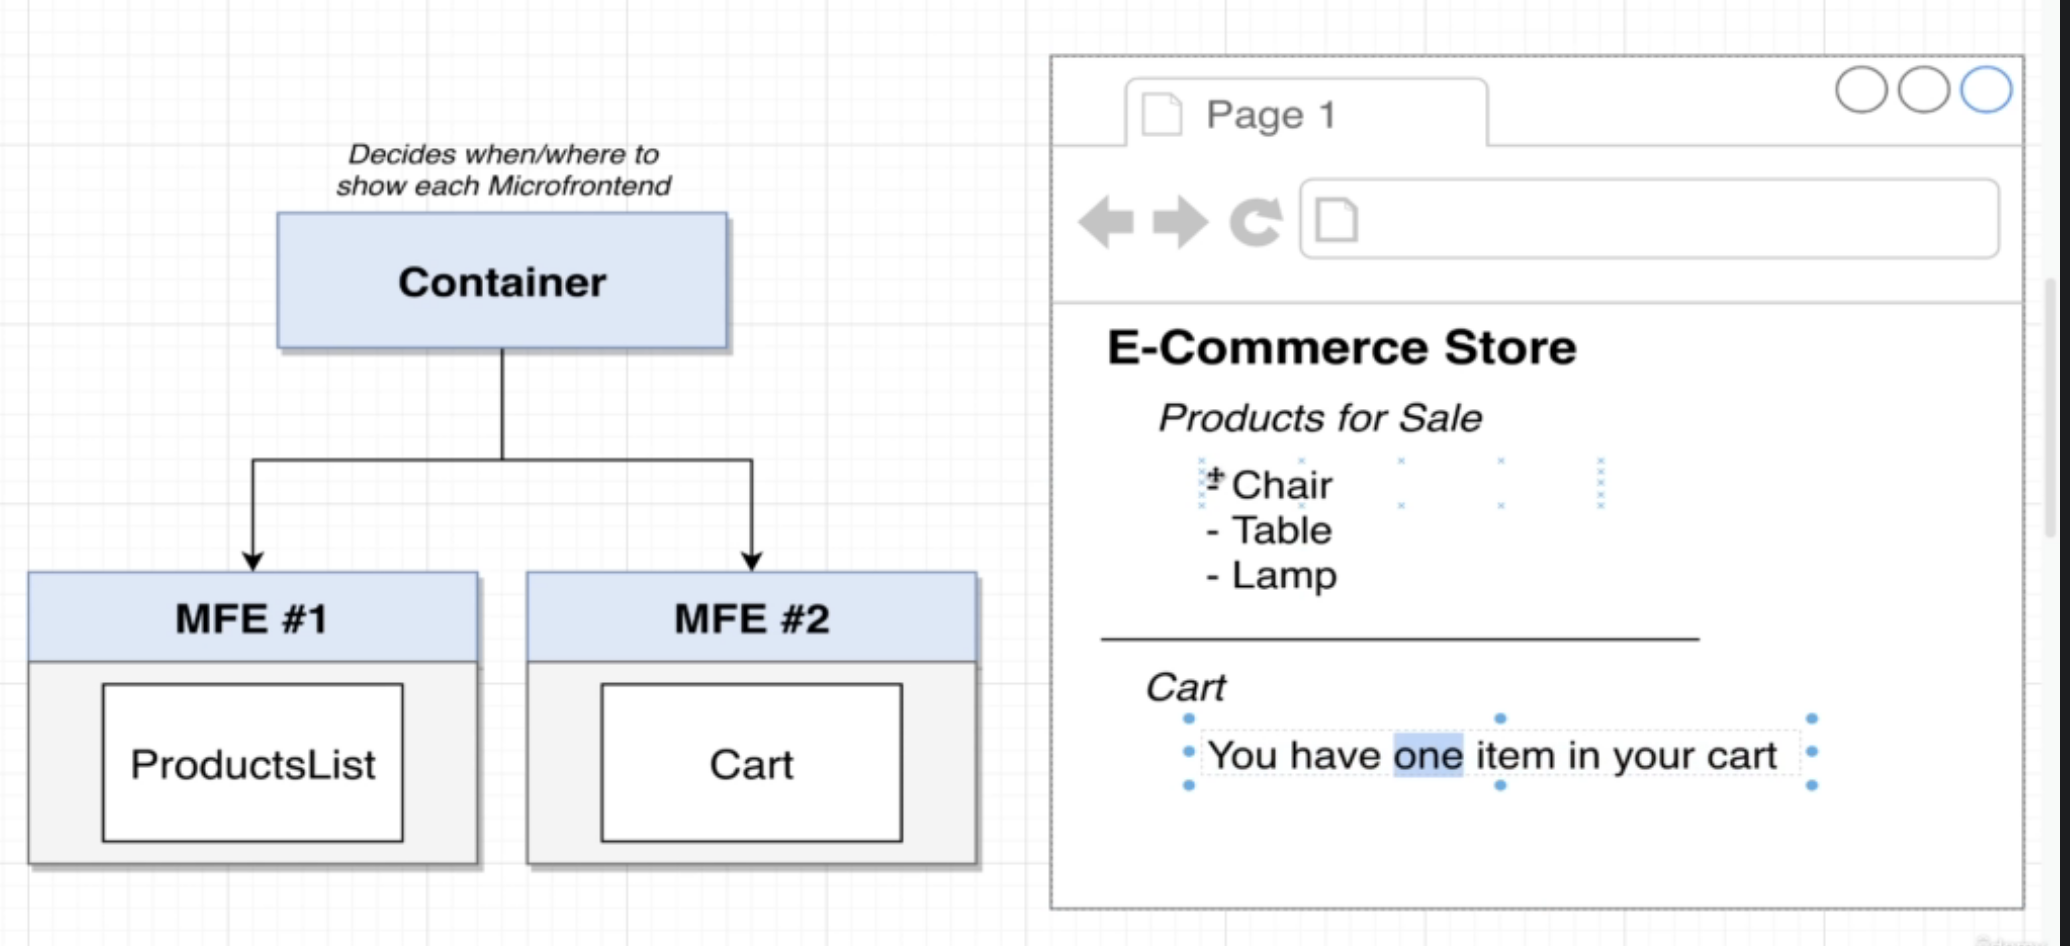 Decides when/where to
show each Microfrontend
Container
MFE #1
ProductsList
MFE #2
Cart
Page 1
E-Commerce Store
Products for Sale
- Chair
- Table
- Lamp
Cart
You have one item in your cart